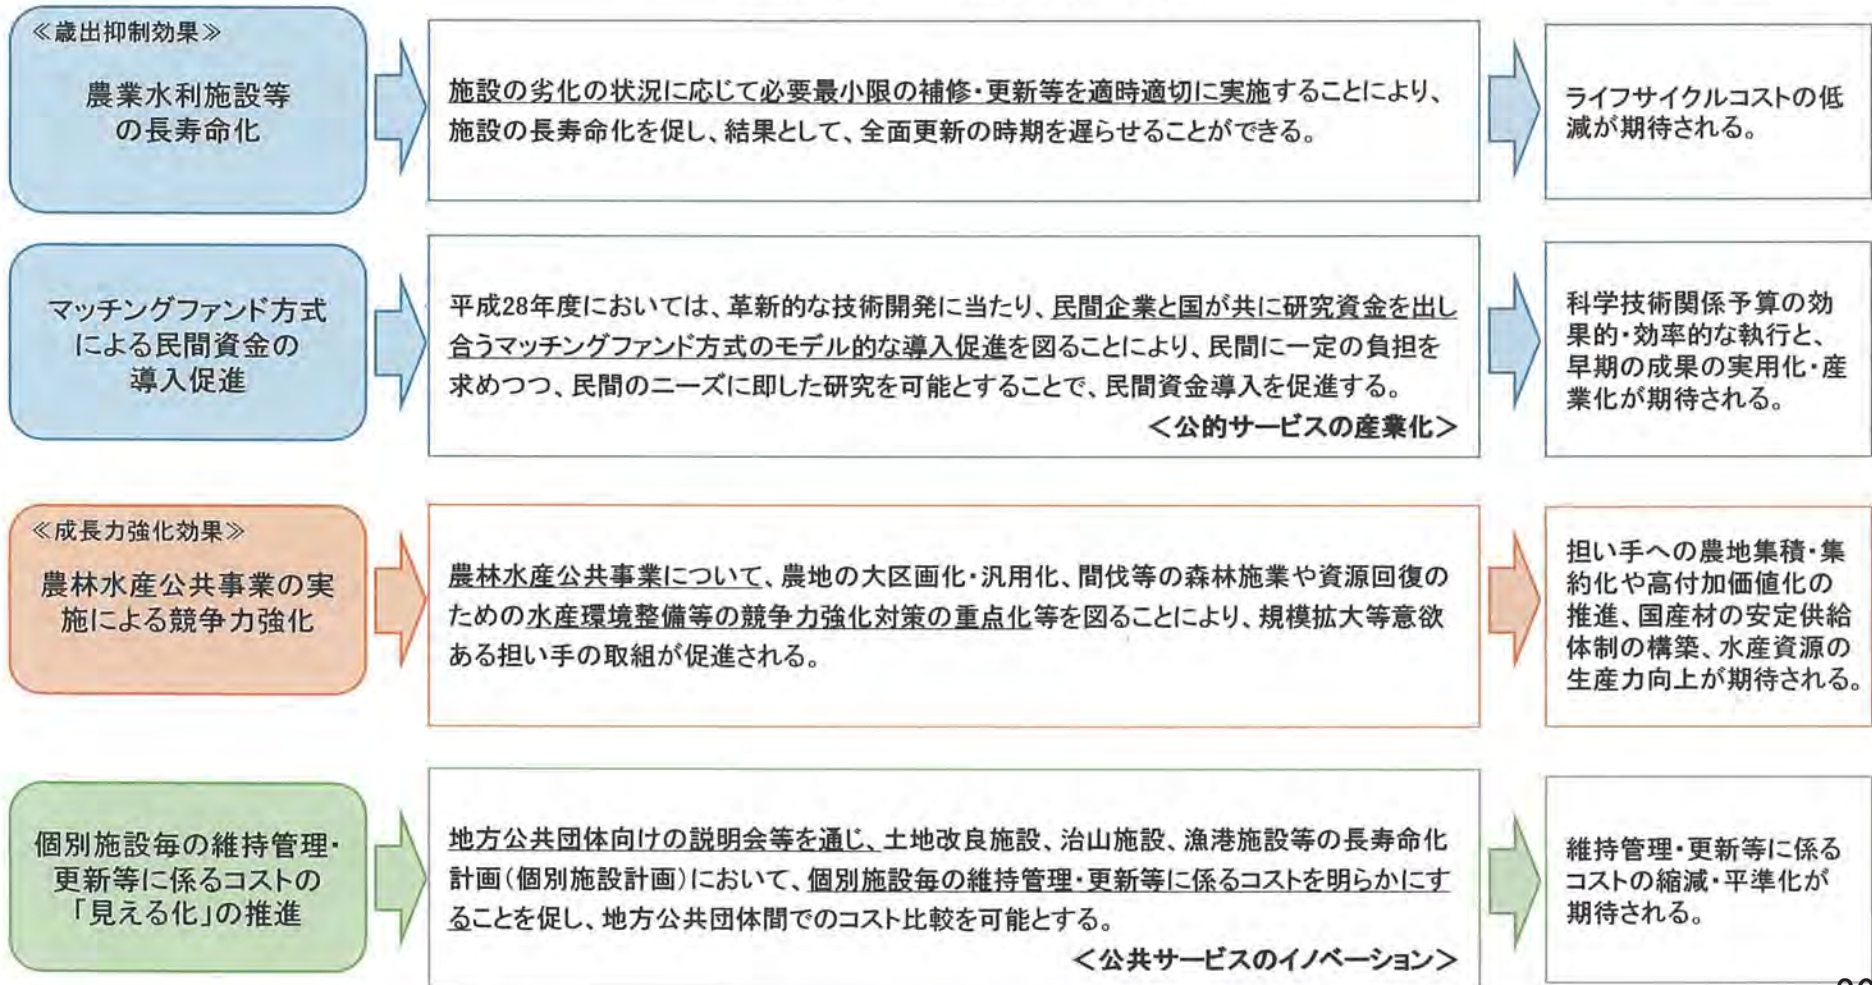 ≪歳出抑制効果≫
農業水利施設等
の長寿命化
施設の劣化の状況に応じて必要最小限の補修・更新等を適時適切に実施することにより、
施設の長寿命化を促し、結果として、全面更新の時期を遅らせることができる。
ライフサイクルコストの低
減が期待される。
マッチングファンド方式
による民間資金の
導入促進
平成28年度においては、革新的な技術開発に当たり、民間企業と国が共に研究資金を出し
合うマッチングファンド方式のモデル的な導入促進を図ることにより、民間に一定の負担を
求めつつ、民間のニーズに即した研究を可能とすることで、民間資金導入を促進する。
＜公的サービスの産業化＞
科学技術関係予算の効
果的・効率的な執行と、
早期の成果の実用化・産
業化が期待される。
≪成長力強化効果≫
農林水産公共事業の実
施による競争力強化
農林水産公共事業について、農地の大区画化・汎用化、間伐等の森林施業や資源回復の
ための水産環境整備等の競争力強化対策の重点化等を図ることにより、規模拡大等意欲
ある担い手の取組が促進される。
担い手への農地集積・集
約化や高付加価値化の
推進、国産材の安定供給
体制の構築、水産資源の
生産力向上が期待される。
個別施設毎の維持管理・
更新等に係るコストの
「見える化」の推進
地方公共団体向けの説明会等を通じ、土地改良施設、治山施設、漁港施設等の長寿命化
計画(個別施設計画)において、個別施設毎の維持管理・更新等に係るコストを明らかにす
ることを促し、地方公共団体間でのコスト比較を可能とする。
＜公共サービスのイノベーション＞
維持管理・更新等に係る
コストの縮減・平準化が
期待される。